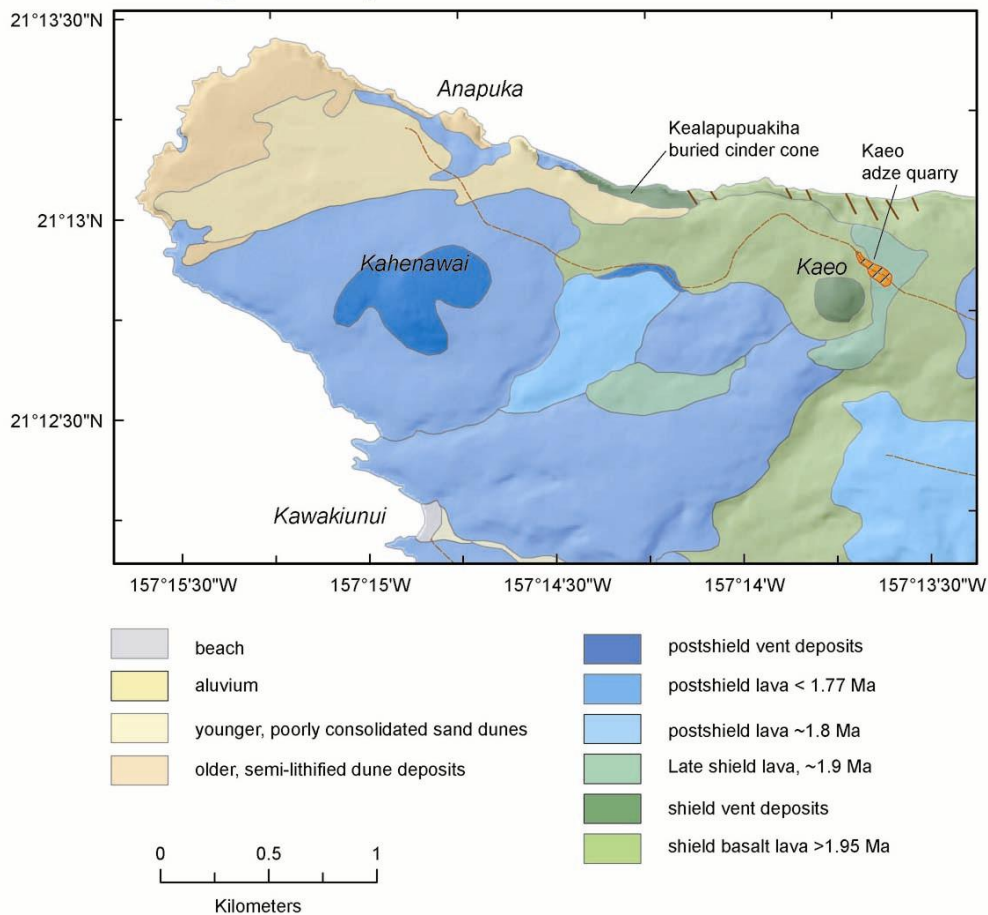 21°13'30"N
Anapuka
Kealapupuakiha
buried cinder cone
Kaeo
adze quarry
21°13'N
Kahenawai
Kaeo
21°12'30"N
Kawakiunui
157°15'30"W
157°15'W
157°14'30"W
157°14'W
157°13'30"W
beach
aluvium
younger, poorly consolidated sand dunes
older, semi-lithified dune deposits
postshield vent deposits
postshield lava < 1.77 Ma
postshield lava ~1.8 Ma
Late shield lava, ~1.9 Ma
shield vent deposits
shield basalt lava >1.95 Ma
0 0.5 1
Kilometers